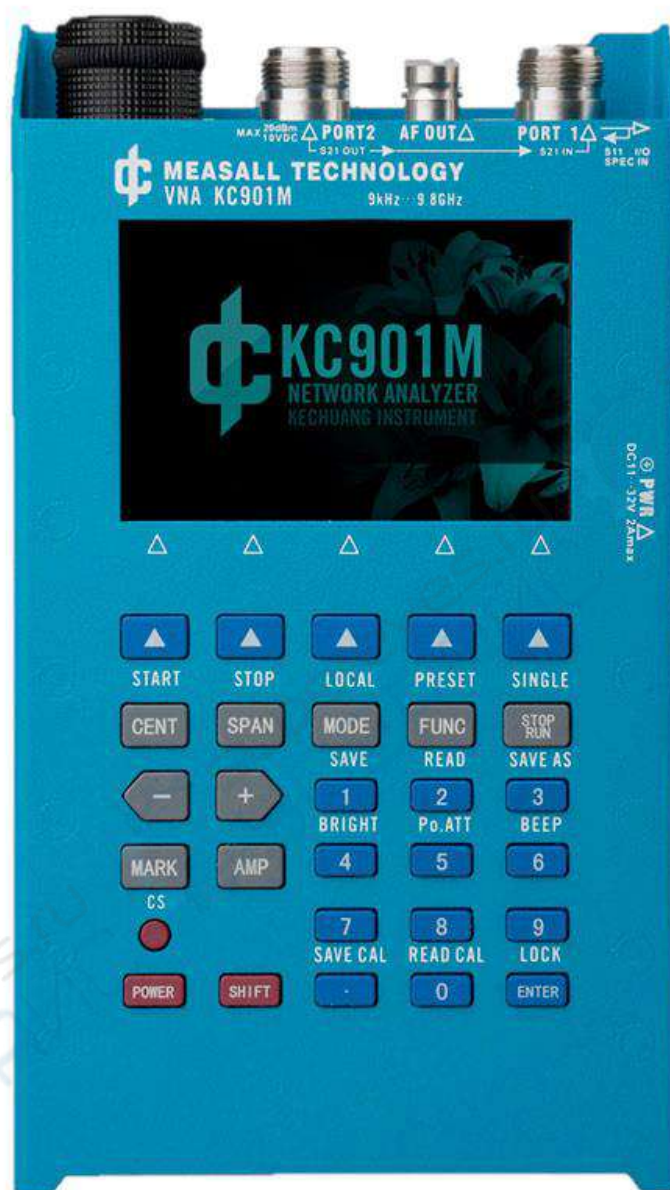 MAX 20dBm 10VDC △PORT2 AF OUT△ PORT 1△
S21 OUT S21 IN S11 I/O
SPEC IN
MEASALL TECHNOLOGY
VNA KC901M 9kHz···9.8GHz
KC901M
NETWORK ANALYZER
KECHUANG INSTRUMENT
PWR
DC11···32V 2Amax
START STOP LOCAL PRESET SINGLE
CENT SPAN MODE FUNC STOP RUN
SAVE READ SAVE AS
− + 1 2 3
BRIGHT Po.ATT BEEP
MARK AMP 4 5 6
CS
7 8 9
SAVE CAL READ CAL LOCK
POWER SHIFT · 0 ENTER